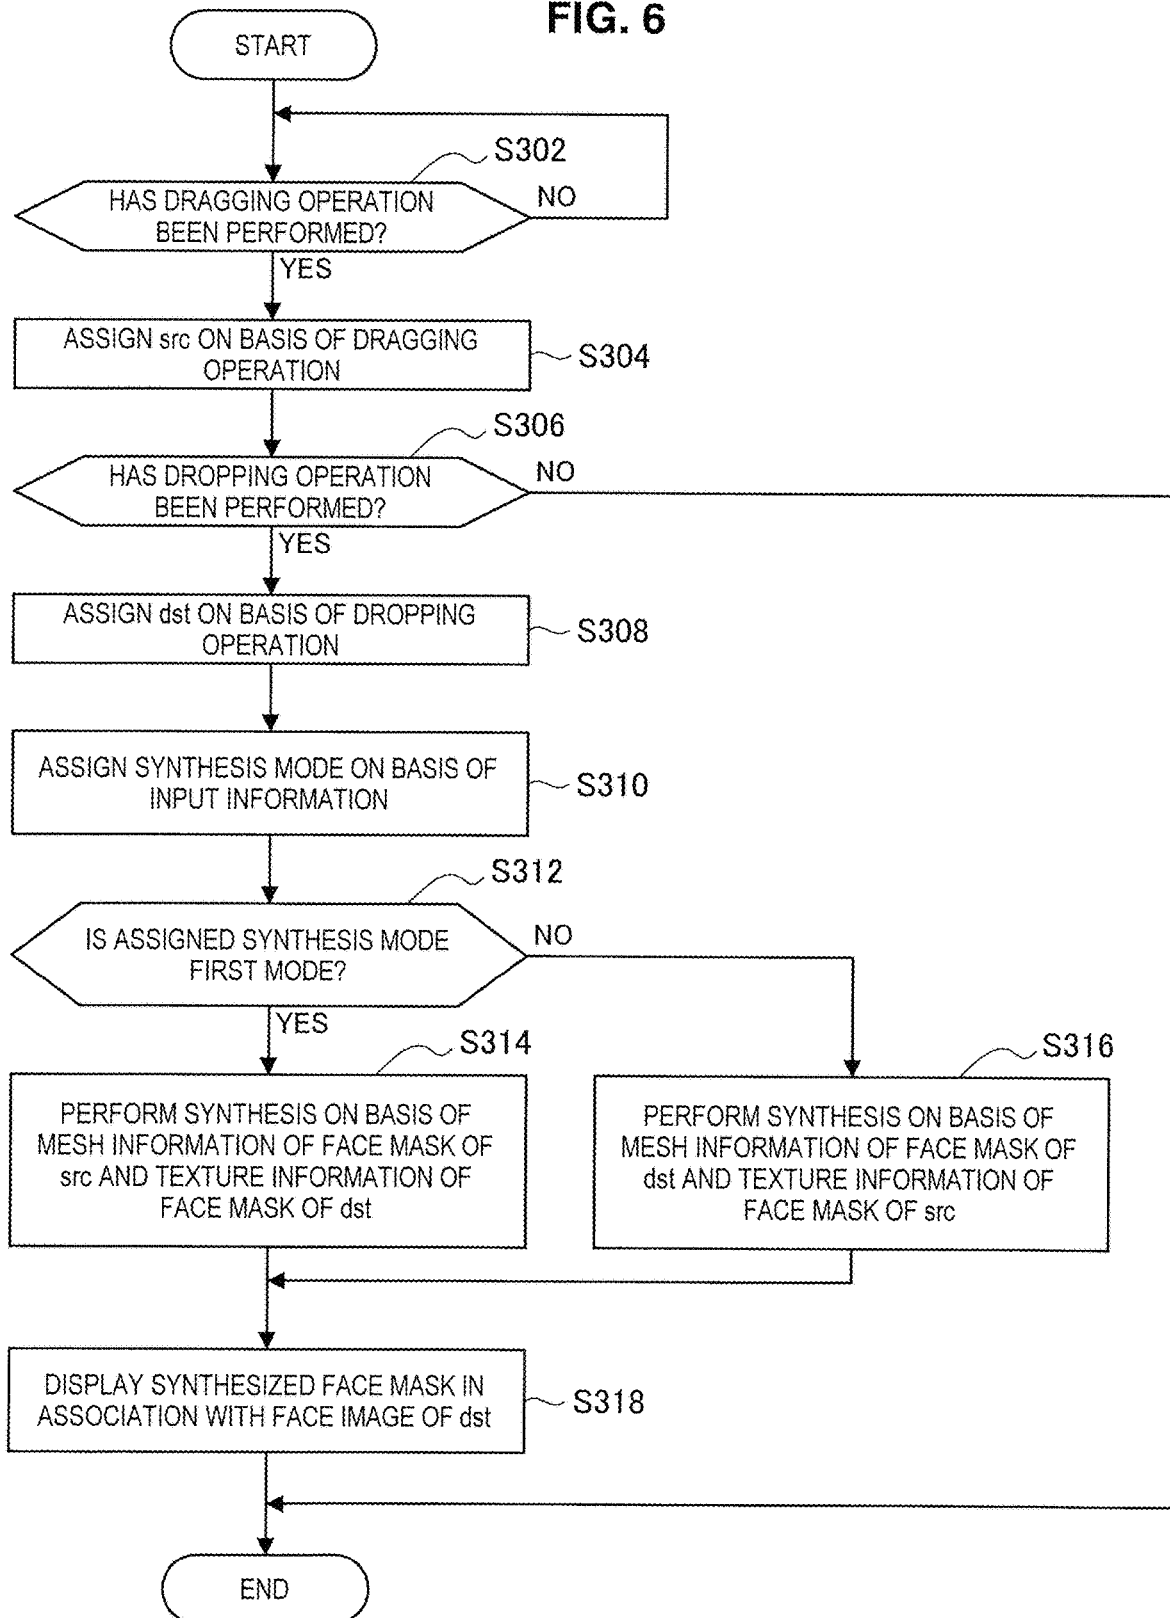 FIG. 6
START
S302
HAS DRAGGING OPERATION
BEEN PERFORMED?
NO
YES
ASSIGN src ON BASIS OF DRAGGING
OPERATION
S304
S306
HAS DROPPING OPERATION
BEEN PERFORMED?
NO
YES
ASSIGN dst ON BASIS OF DROPPING
OPERATION
S308
ASSIGN SYNTHESIS MODE ON BASIS OF
INPUT INFORMATION
S310
S312
IS ASSIGNED SYNTHESIS MODE
FIRST MODE?
NO
YES
S314
PERFORM SYNTHESIS ON BASIS OF
MESH INFORMATION OF FACE MASK OF
src AND TEXTURE INFORMATION OF
FACE MASK OF dst
S316
PERFORM SYNTHESIS ON BASIS OF
MESH INFORMATION OF FACE MASK OF
dst AND TEXTURE INFORMATION OF
FACE MASK OF src
DISPLAY SYNTHESIZED FACE MASK IN
ASSOCIATION WITH FACE IMAGE OF dst
S318
END